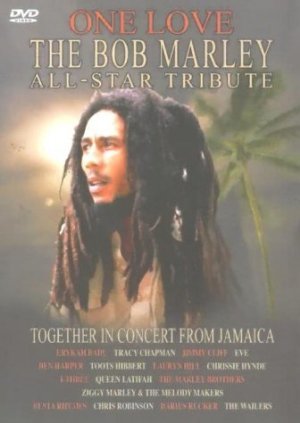 DVD
VIDEO
ONE LOVE
THE BOB MARLEY
ALL-STAR TRIBUTE
TOGETHER IN CONCERT FROM JAMAICA
ERYKAH BADU TRACY CHAPMAN JIMMY CLIFF EVE
BEN HARPER TOOTS HIBBERT LAURYN HILL CHRISSIE HYNDE
I-THREE QUEEN LATIFAH THE MARLEY BROTHERS
ZIGGY MARLEY & THE MELODY MAKERS
BUSTA RHYMES CHRIS ROBINSON DARIUS RUCKER THE WAILERS